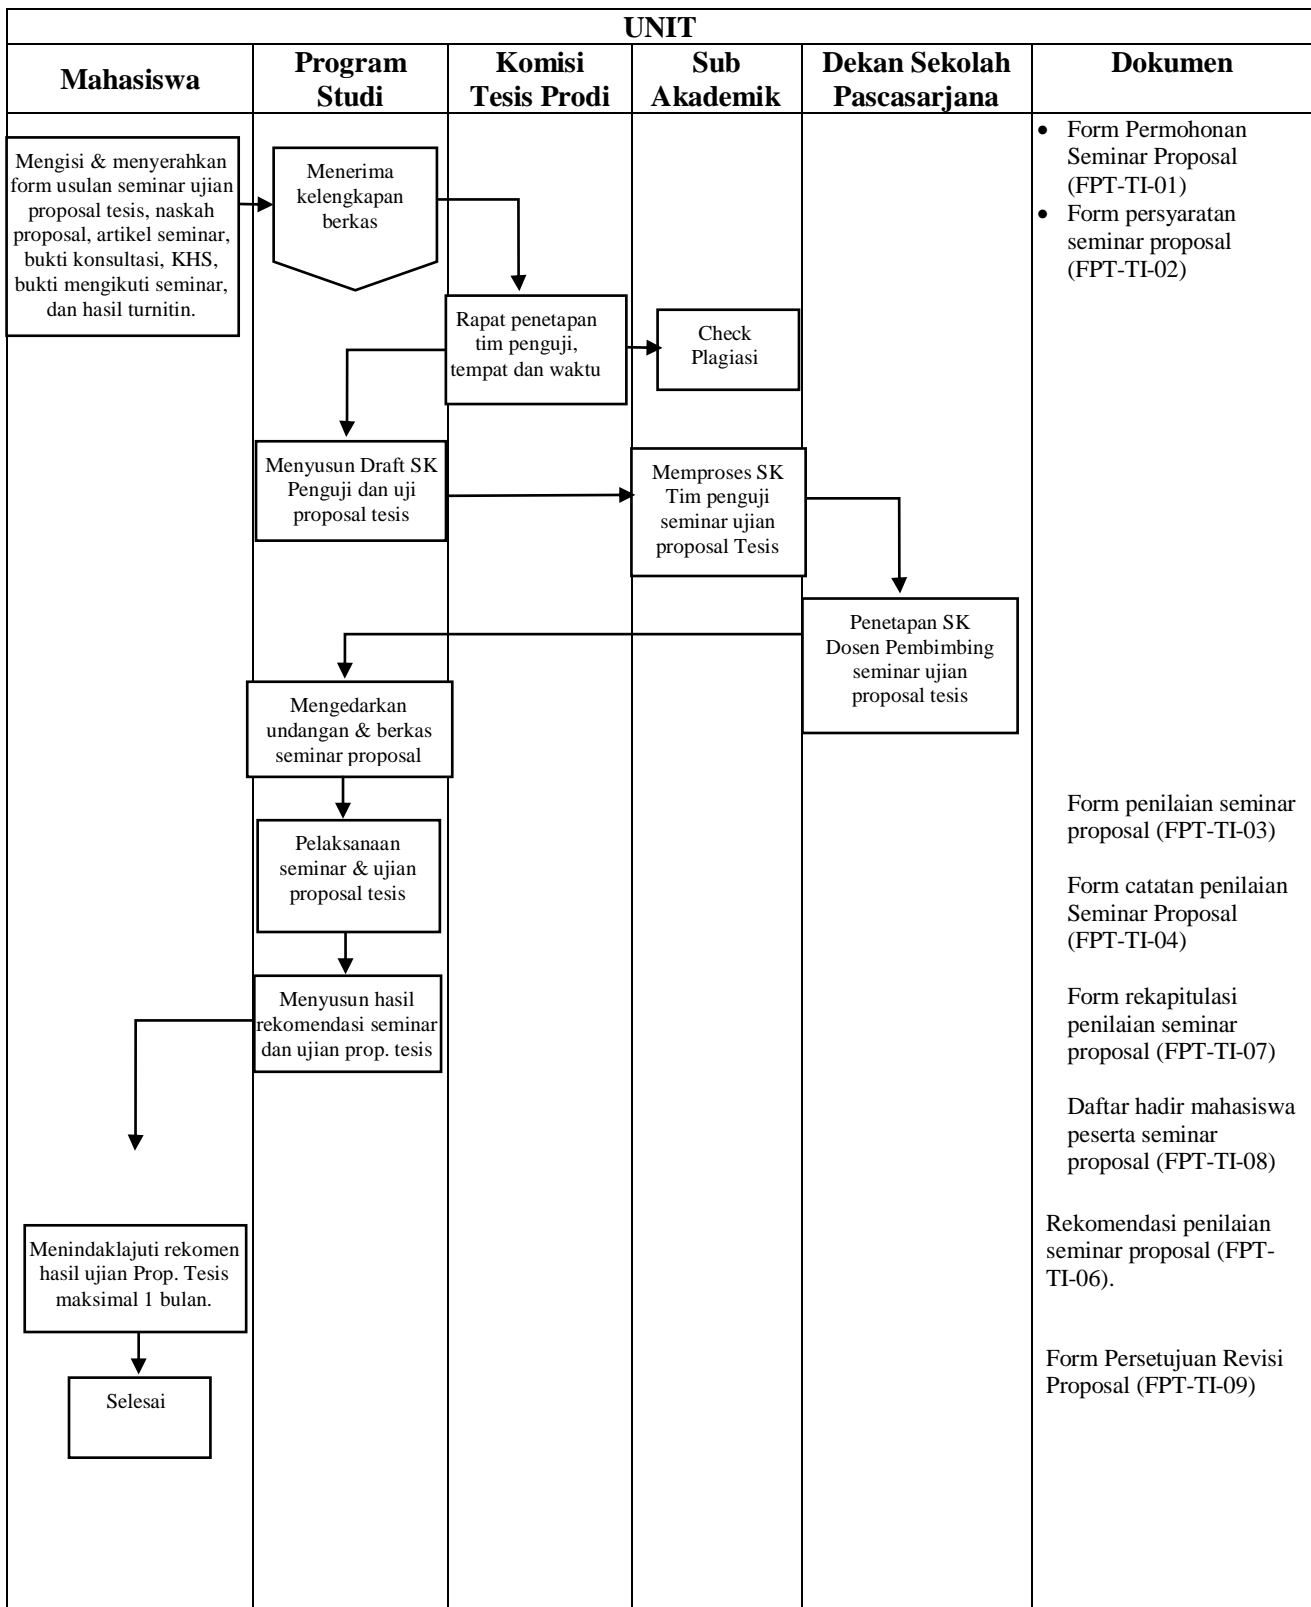 UNIT
Mahasiswa
Program
Studi
Komisi
Tesis Prodi
Sub
Akademik
Dekan Sekolah
Pascasarjana
Dokumen
Mengisi & menyerahkan
form usulan seminar ujian
proposal tesis, naskah
proposal, artikel seminar,
bukti konsultasi, KHS,
bukti mengikuti seminar,
dan hasil turnitin.
Menerima
kelengkapan
berkas
• Form Permohonan
Seminar Proposal
(FPT-TI-01)
• Form persyaratan
seminar proposal
(FPT-TI-02)
Rapat penetapan
tim penguji,
tempat dan waktu
Check
Plagiasi
Menyusun Draft SK
Penguji dan uji
proposal tesis
Memproses SK
Tim penguji
seminar ujian
proposal Tesis
Penetapan SK
Dosen Pembimbing
seminar ujian
proposal tesis
Mengedarkan
undangan & berkas
seminar proposal
Pelaksanaan
seminar & ujian
proposal tesis
Menyusun hasil
rekomendasi seminar
dan ujian prop. tesis
Form penilaian seminar
proposal (FPT-TI-03)
Form catatan penilaian
Seminar Proposal
(FPT-TI-04)
Form rekapitulasi
penilaian seminar
proposal (FPT-TI-07)
Daftar hadir mahasiswa
peserta seminar
proposal (FPT-TI-08)
Menindaklajuti rekomen
hasil ujian Prop. Tesis
maksimal 1 bulan.
Rekomendasi penilaian
seminar proposal (FPT-
TI-06).
Selesai
Form Persetujuan Revisi
Proposal (FPT-TI-09)